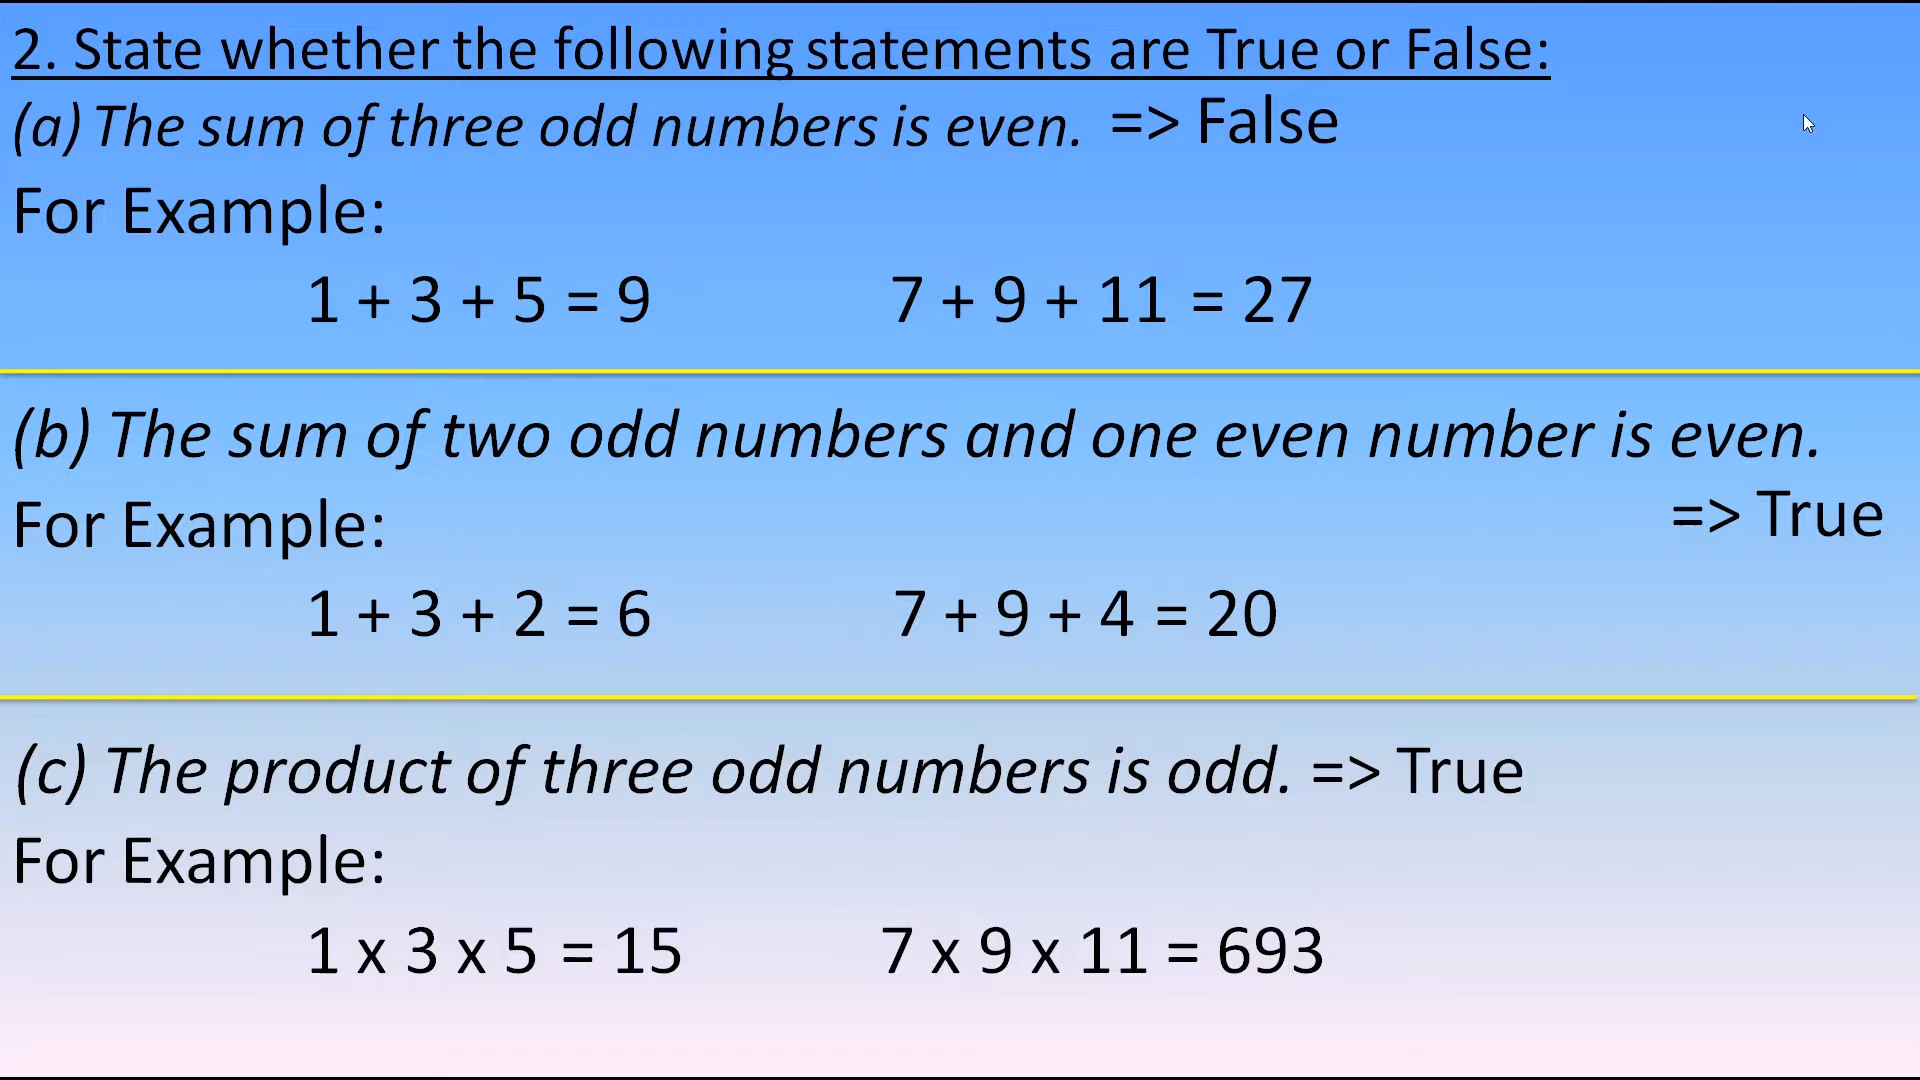 2. State whether the following statements are True or False:
(a) The sum of three odd numbers is even. => False
For Example:
1 + 3 + 5 = 9 7 + 9 + 11 = 27
(b) The sum of two odd numbers and one even number is even.
=> True
For Example:
1 + 3 + 2 = 6 7 + 9 + 4 = 20
(c) The product of three odd numbers is odd. => True
For Example:
1 x 3 x 5 = 15 7 x 9 x 11 = 693